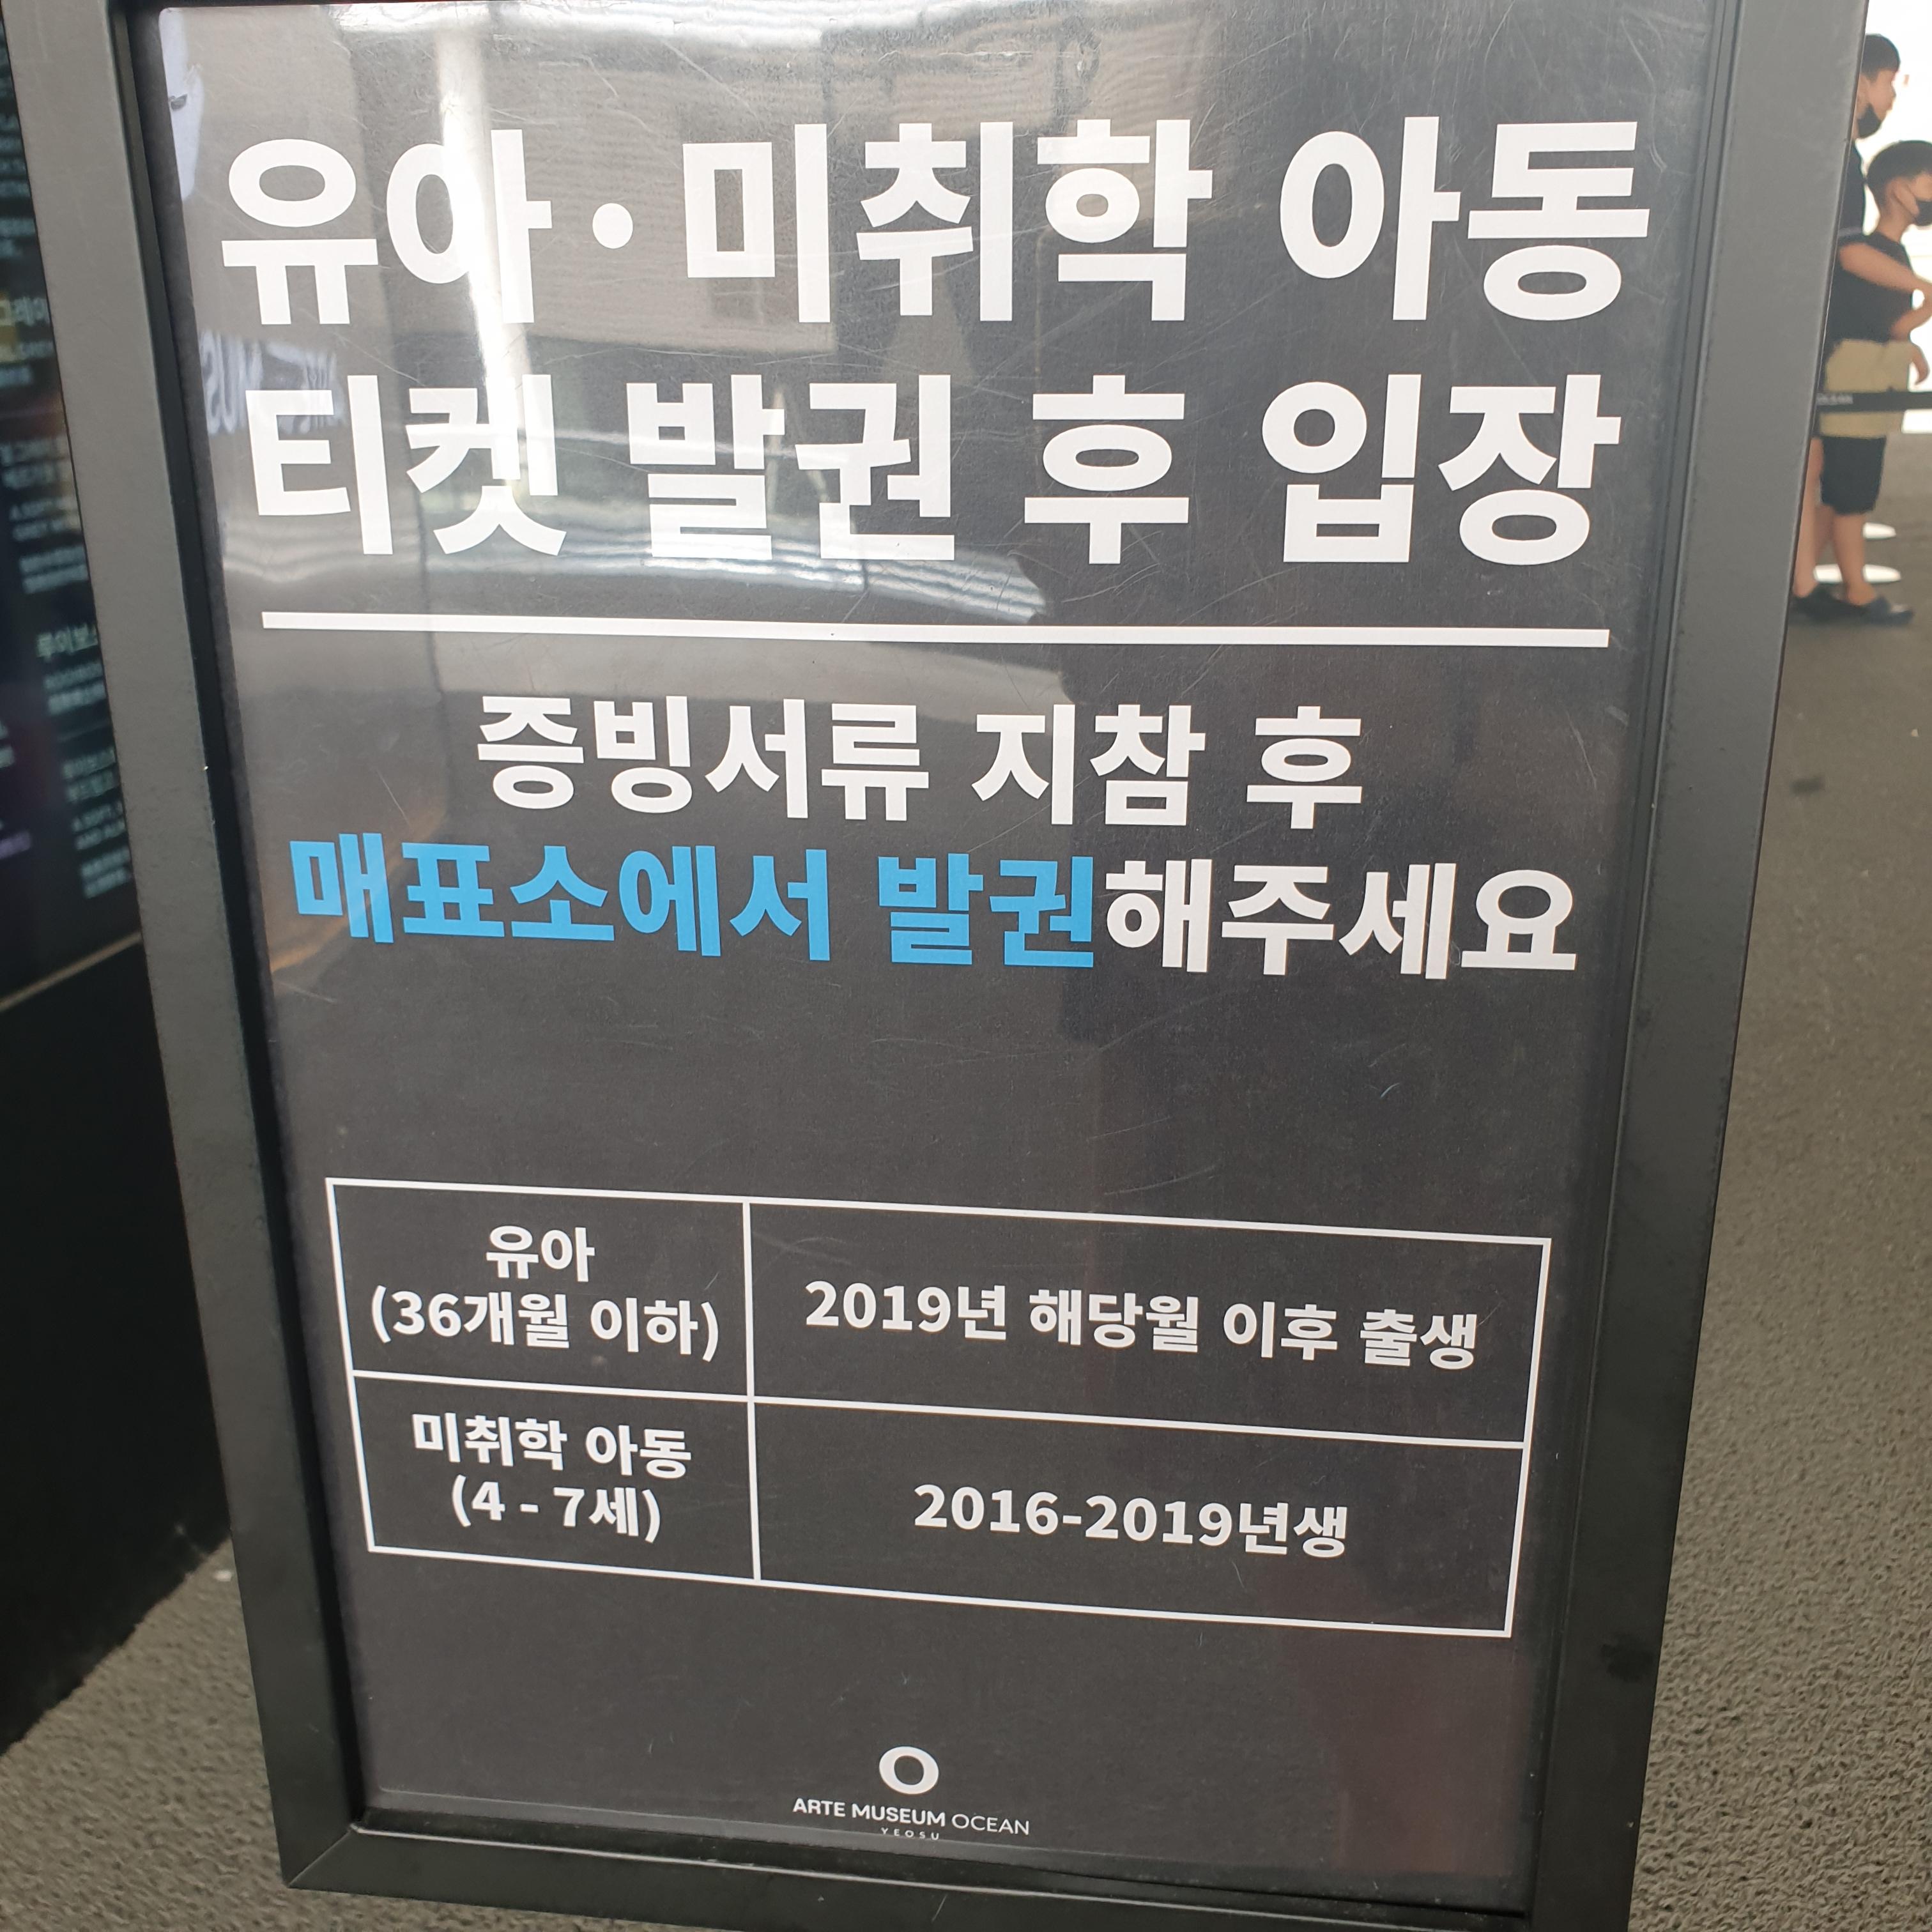 유아·미취학 아동
티켓 발권 후 입장
증빙서류 지참 후
매표소에서 발권해주세요
유아
(36개월 이하)
2019년 해당월 이후 출생
미취학 아동
(4 - 7세)
2016-2019년생
ARTE MUSEUM OCEAN
YEOSU